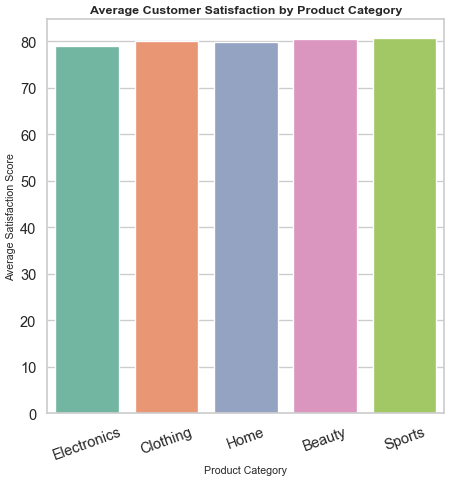 Average Customer Satisfaction by Product Category
Average Satisfaction Score
80
70
60
50
40
30
20
10
0
Electronics
Clothing
Home
Beauty
Sports
Product Category